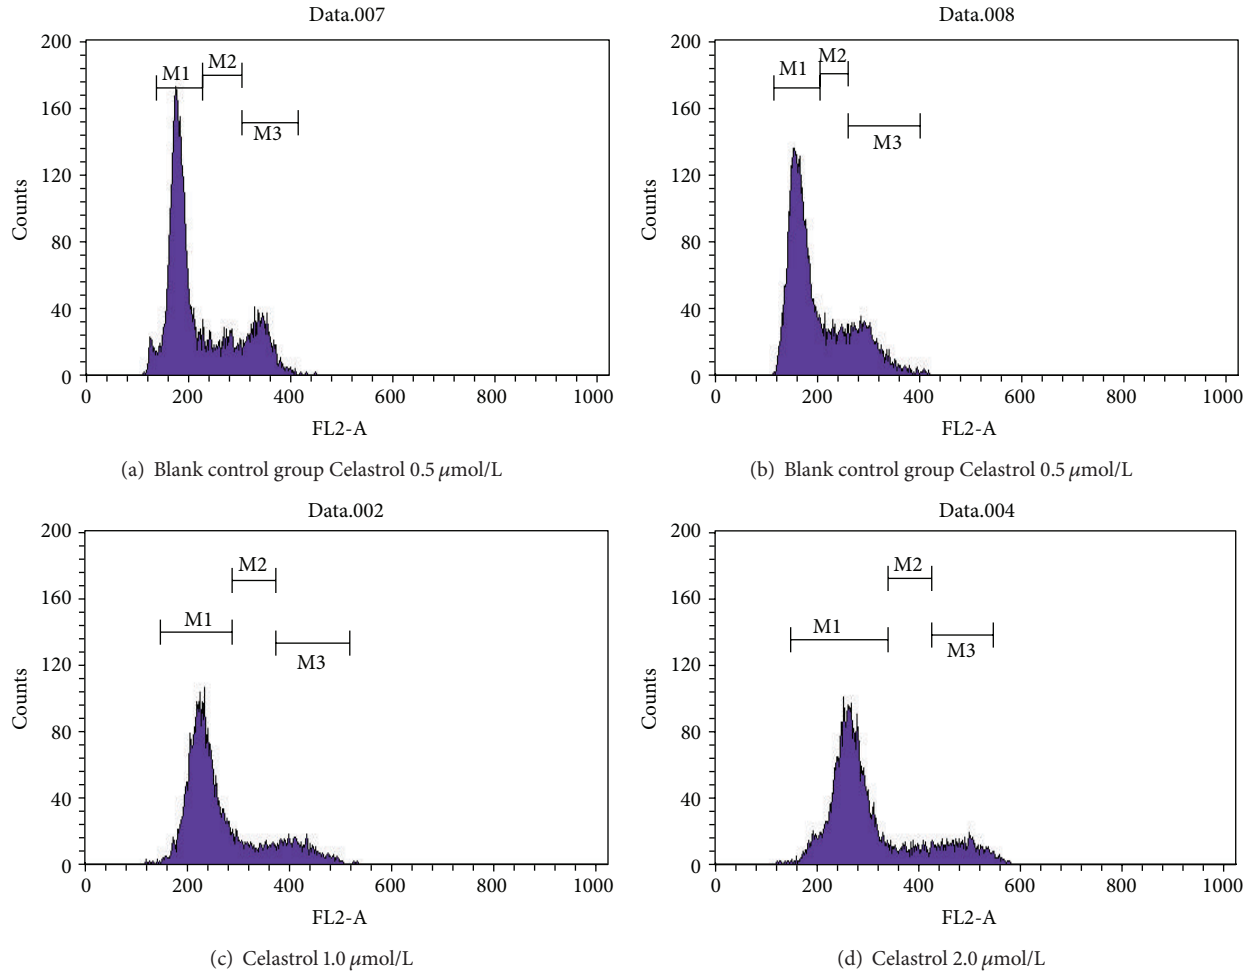 Data.007
200
160
120
80
40
0
Counts
M1
M2
M3
0 200 400 600 800 1000
FL2-A
(a) Blank control group Celastrol 0.5 μmol/L
Data.008
200
160
120
80
40
0
Counts
M1
M2
M3
0 200 400 600 800 1000
FL2-A
(b) Blank control group Celastrol 0.5 μmol/L
Data.002
200
160
120
80
40
0
Counts
M2
M1
M3
0 200 400 600 800 1000
FL2-A
(c) Celastrol 1.0 μmol/L
Data.004
200
160
120
80
40
0
Counts
M2
M1
M3
0 200 400 600 800 1000
FL2-A
(d) Celastrol 2.0 μmol/L